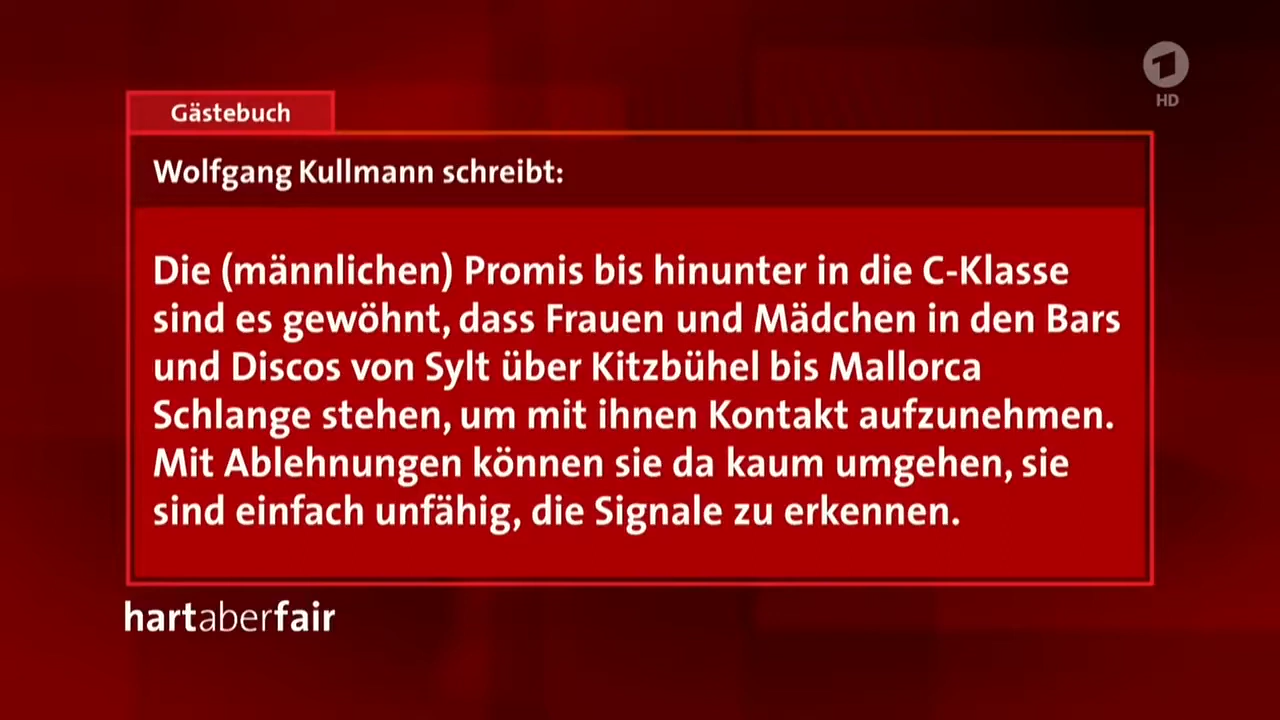 1
HD
Gästebuch
Wolfgang Kullmann schreibt:
Die (männlichen) Promis bis hinunter in die C-Klasse
sind es gewöhnt, dass Frauen und Mädchen in den Bars
und Discos von Sylt über Kitzbühel bis Mallorca
Schlange stehen, um mit ihnen Kontakt aufzunehmen.
Mit Ablehnungen können sie da kaum umgehen, sie
sind einfach unfähig, die Signale zu erkennen.
hartaberfair